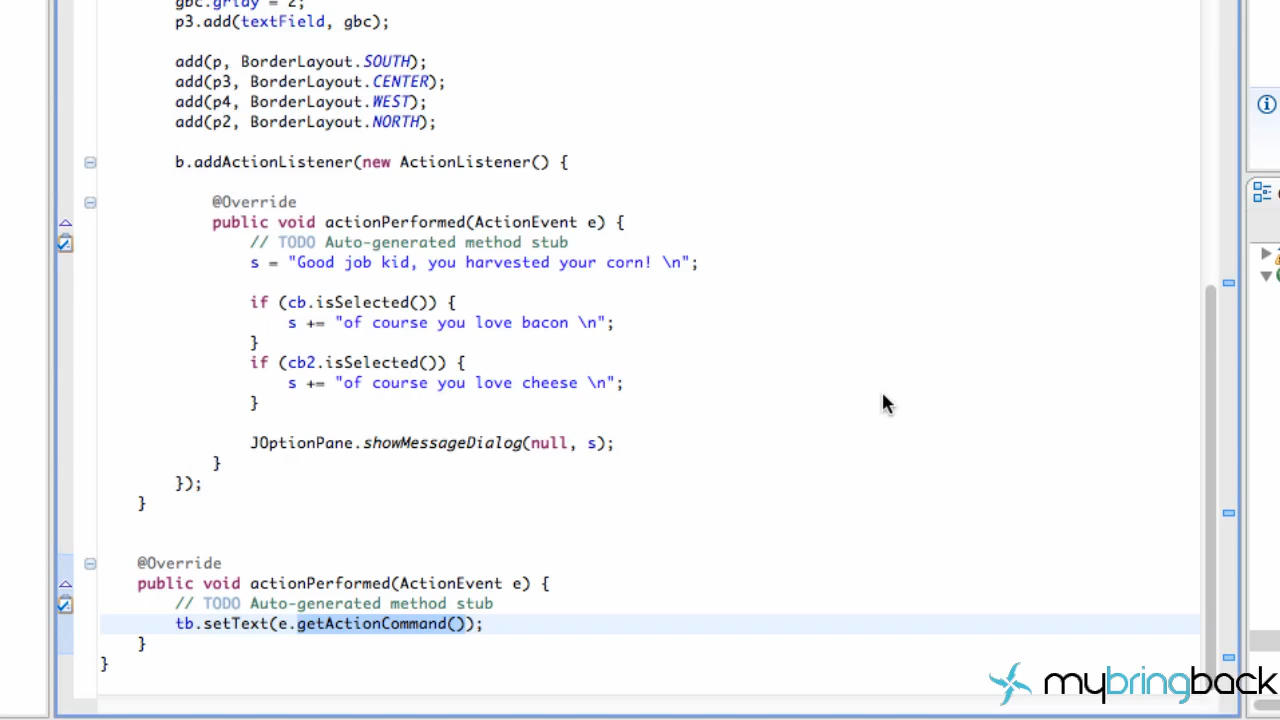 gbc.gridy = 2;
p3.add(textField, gbc);
add(p, BorderLayout.SOUTH);
add(p3, BorderLayout.CENTER);
add(p4, BorderLayout.WEST);
add(p2, BorderLayout.NORTH);
b.addActionListener(new ActionListener() {
@Override
public void actionPerformed(ActionEvent e) {
// TODO Auto-generated method stub
s = "Good job kid, you harvested your corn! \n";
if (cb.isSelected()) {
s += "of course you love bacon \n";
}
if (cb2.isSelected()) {
s += "of course you love cheese \n";
}
JOptionPane.showMessageDialog(null, s);
}
});
}
@Override
public void actionPerformed(ActionEvent e) {
// TODO Auto-generated method stub
tb.setText(e.getActionCommand());
}
}
mybringback